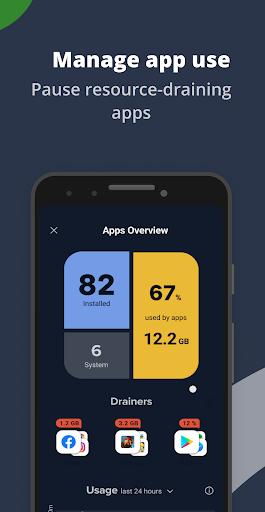 Manage app use
Pause resource-draining
apps
Apps Overview
82
Installed
67%
used by apps
12.2 GB
6
System
Drainers
1.2 GB
3.2 GB
12 %
Usage last 24 hours